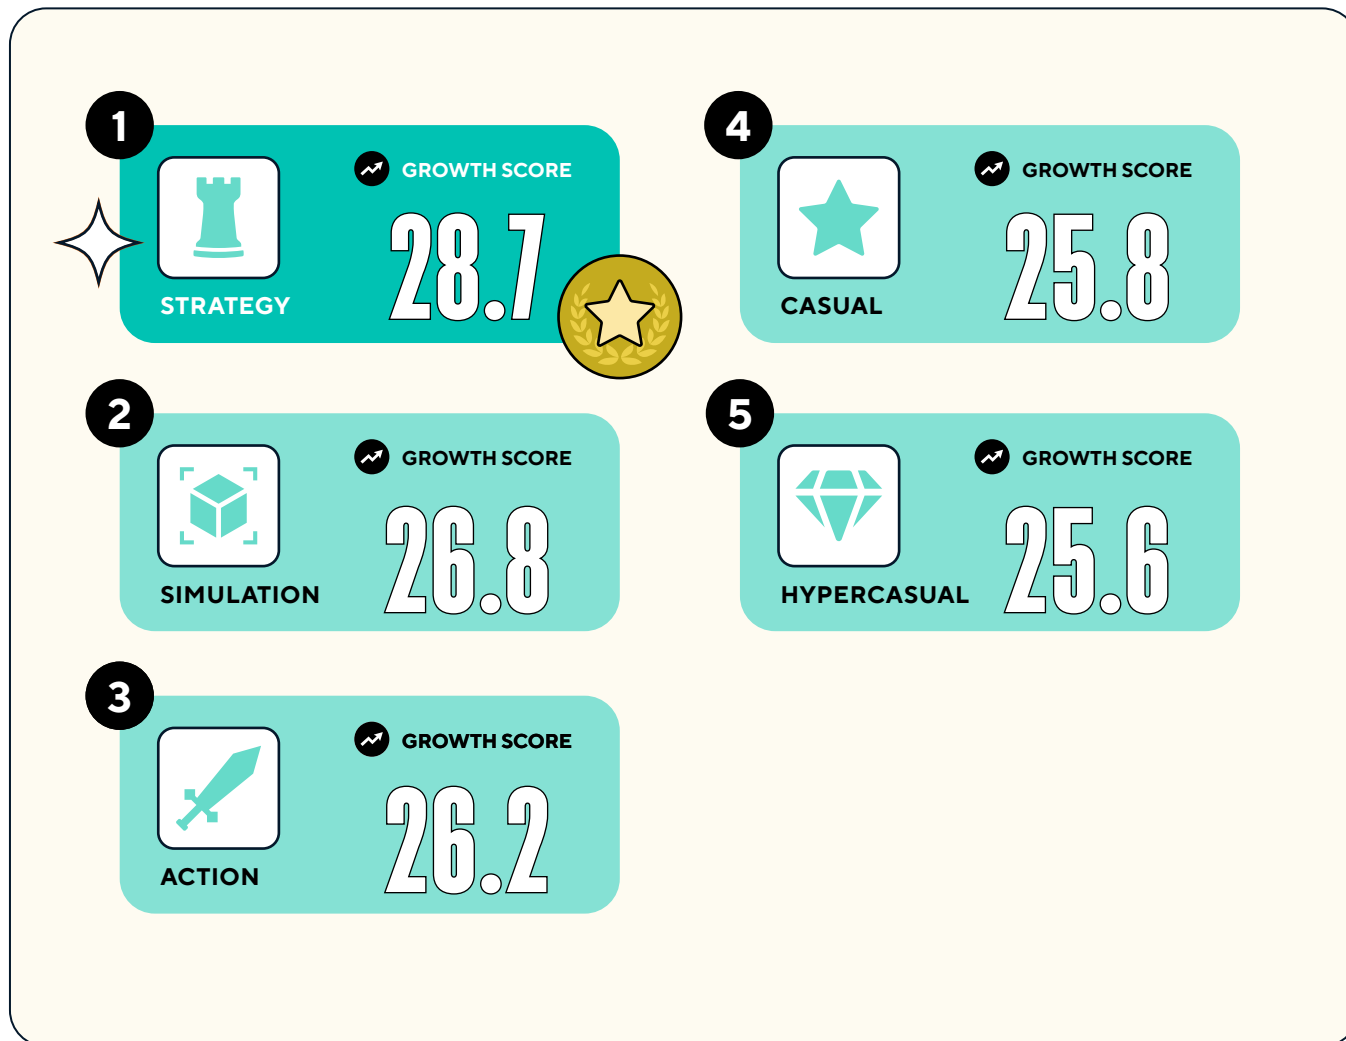 1
GROWTH SCORE
28.7
STRATEGY
2
GROWTH SCORE
26.8
SIMULATION
3
GROWTH SCORE
26.2
ACTION
4
GROWTH SCORE
25.8
CASUAL
5
GROWTH SCORE
25.6
HYPERCASUAL